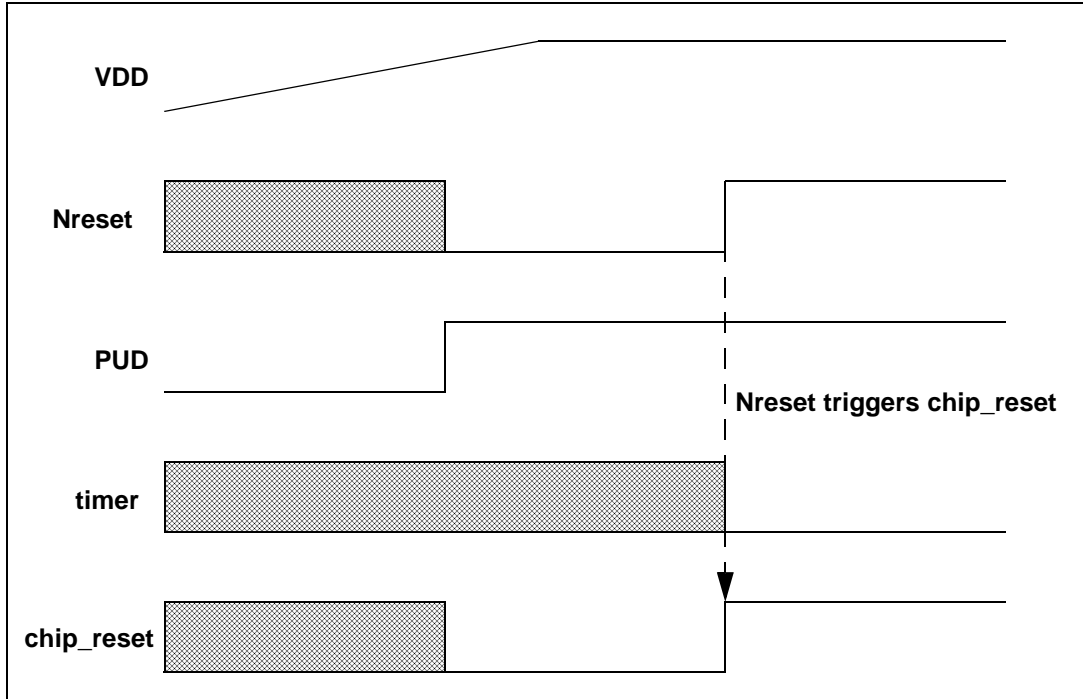 VDD
Nreset
PUD
Nreset triggers chip_reset
timer
chip_reset